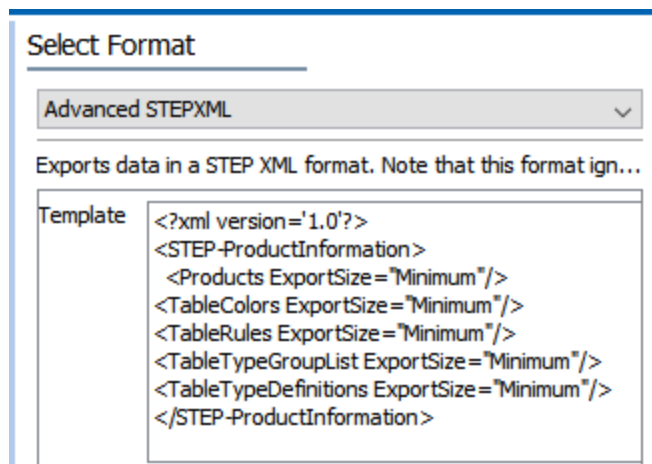 Select Format
Advanced STEPXML
Exports data in a STEP XML format. Note that this format ign...
Template
<?xml version='1.0'?>
<STEP-ProductInformation>
<Products ExportSize="Minimum"/>
<TableColors ExportSize="Minimum"/>
<TableRules ExportSize="Minimum"/>
<TableTypeGroupList ExportSize="Minimum"/>
<TableTypeDefinitions ExportSize="Minimum"/>
</STEP-ProductInformation>